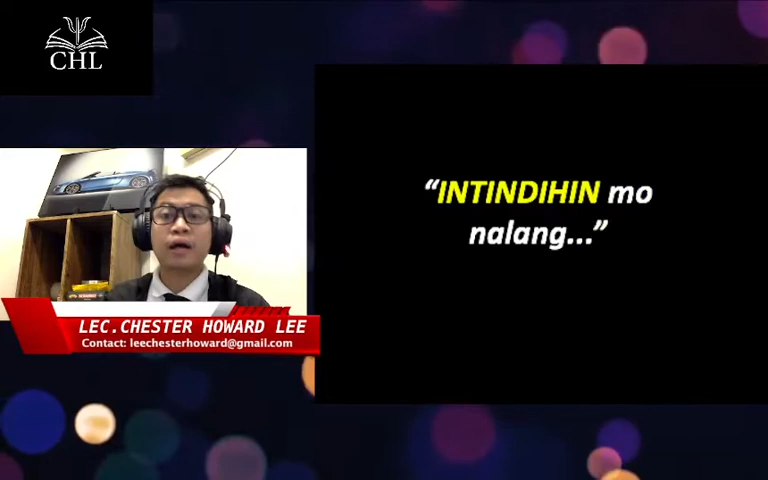 CHL
"INTINDIHIN mo
nalang..."
LEC.CHESTER HOWARD LEE
Contact: leechesterhoward@gmail.com